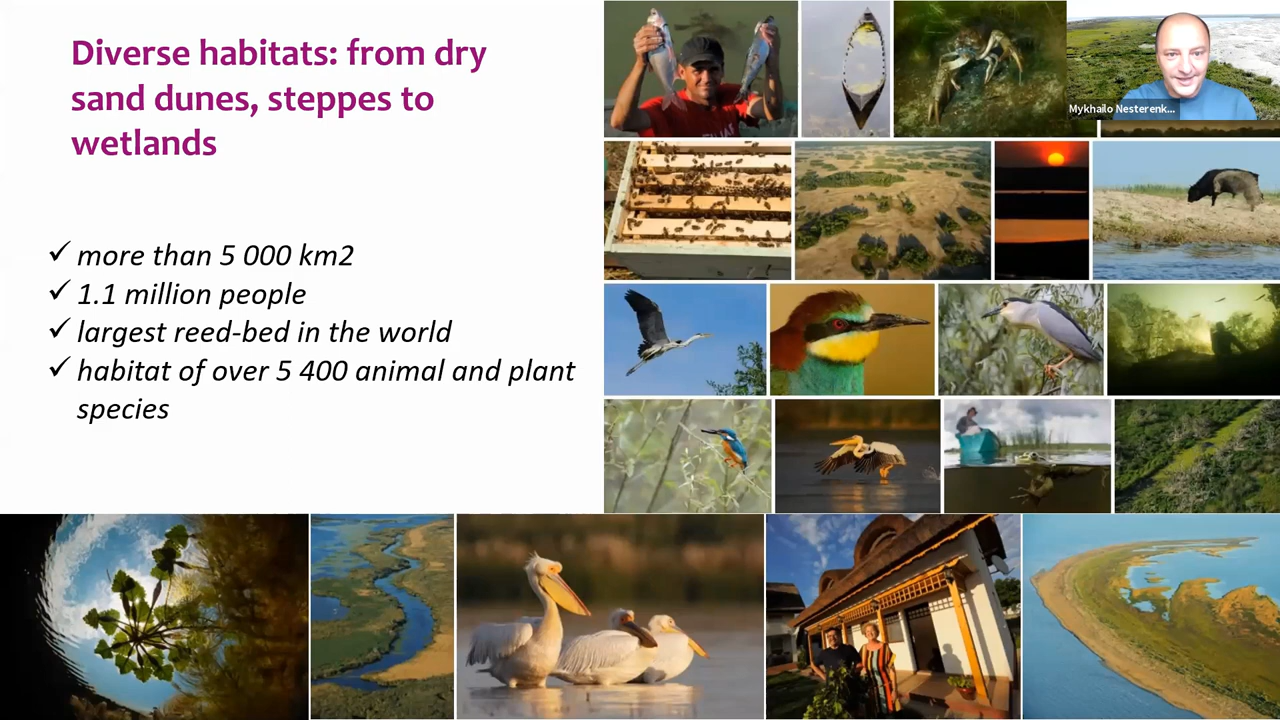 Diverse habitats: from dry
sand dunes, steppes to
wetlands
✓ more than 5 000 km2
✓ 1.1 million people
✓ largest reed-bed in the world
✓ habitat of over 5 400 animal and plant
species
Mykhailo Nesterenk...